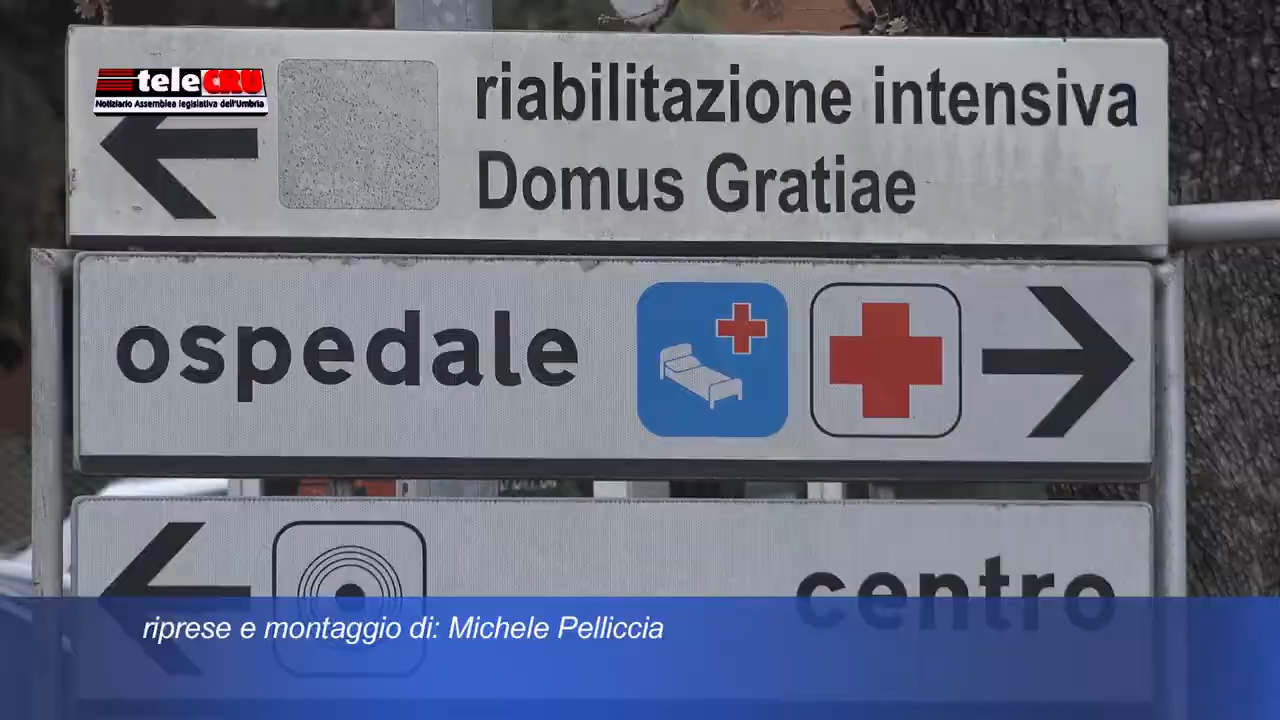 teleCRU
Notiziario Assemblea legislativa dell'Umbria
riabilitazione intensiva
Domus Gratiae
ospedale
centro
riprese e montaggio di: Michele Pelliccia